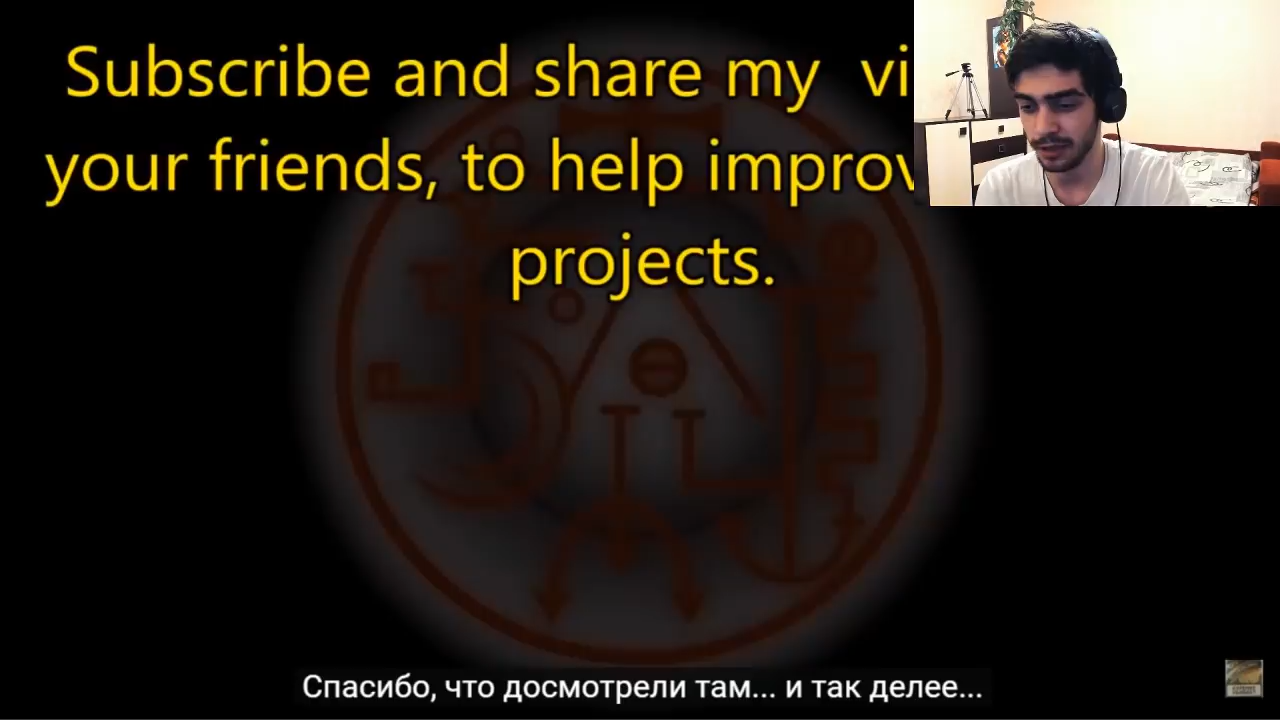 Subscribe and share my vi
your friends, to help improv
projects.
Спасибо, что досмотрели там... и так делее...